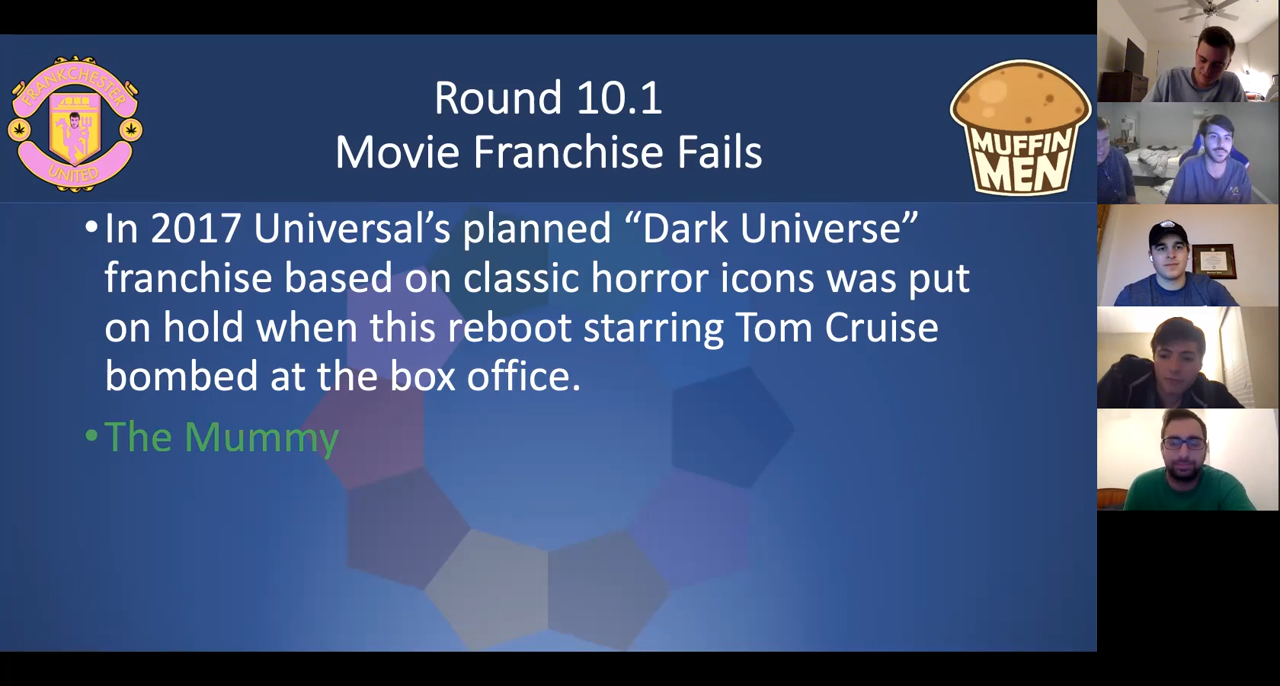 FRANKCHESTER
UNITED
Round 10.1
Movie Franchise Fails
MUFFIN
MEN
•In 2017 Universal’s planned “Dark Universe”
franchise based on classic horror icons was put
on hold when this reboot starring Tom Cruise
bombed at the box office.
•The Mummy